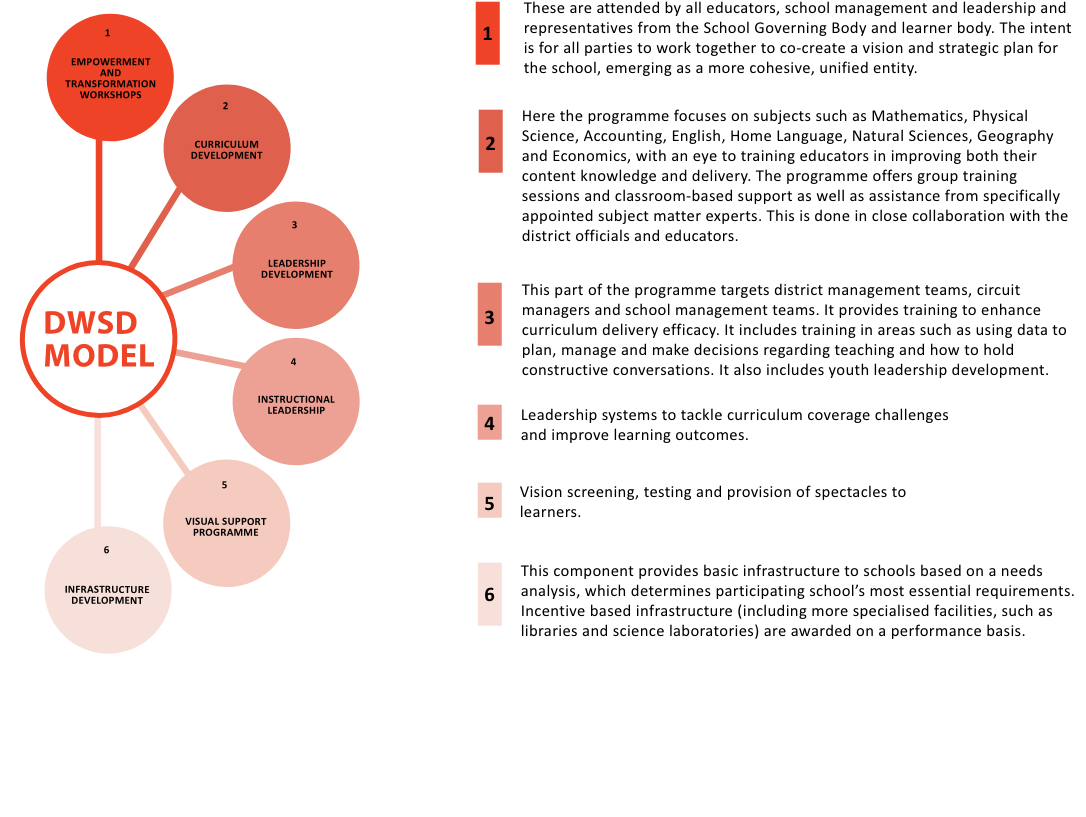 1
EMPOWERMENT
AND
TRANSFORMATION
WORKSHOPS
2
CURRICULUM
DEVELOPMENT
3
LEADERSHIP
DEVELOPMENT
DWSD
MODEL
4
INSTRUCTIONAL
LEADERSHIP
5
VISUAL SUPPORT
PROGRAMME
6
INFRASTRUCTURE
DEVELOPMENT
1
These are attended by all educators, school management and leadership and
representatives from the School Governing Body and learner body. The intent
is for all parties to work together to co-create a vision and strategic plan for
the school, emerging as a more cohesive, unified entity.
2
Here the programme focuses on subjects such as Mathematics, Physical
Science, Accounting, English, Home Language, Natural Sciences, Geography
and Economics, with an eye to training educators in improving both their
content knowledge and delivery. The programme offers group training
sessions and classroom-based support as well as assistance from specifically
appointed subject matter experts. This is done in close collaboration with the
district officials and educators.
3
This part of the programme targets district management teams, circuit
managers and school management teams. It provides training to enhance
curriculum delivery efficacy. It includes training in areas such as using data to
plan, manage and make decisions regarding teaching and how to hold
constructive conversations. It also includes youth leadership development.
4
Leadership systems to tackle curriculum coverage challenges
and improve learning outcomes.
5
Vision screening, testing and provision of spectacles to
learners.
6
This component provides basic infrastructure to schools based on a needs
analysis, which determines participating school’s most essential requirements.
Incentive based infrastructure (including more specialised facilities, such as
libraries and science laboratories) are awarded on a performance basis.